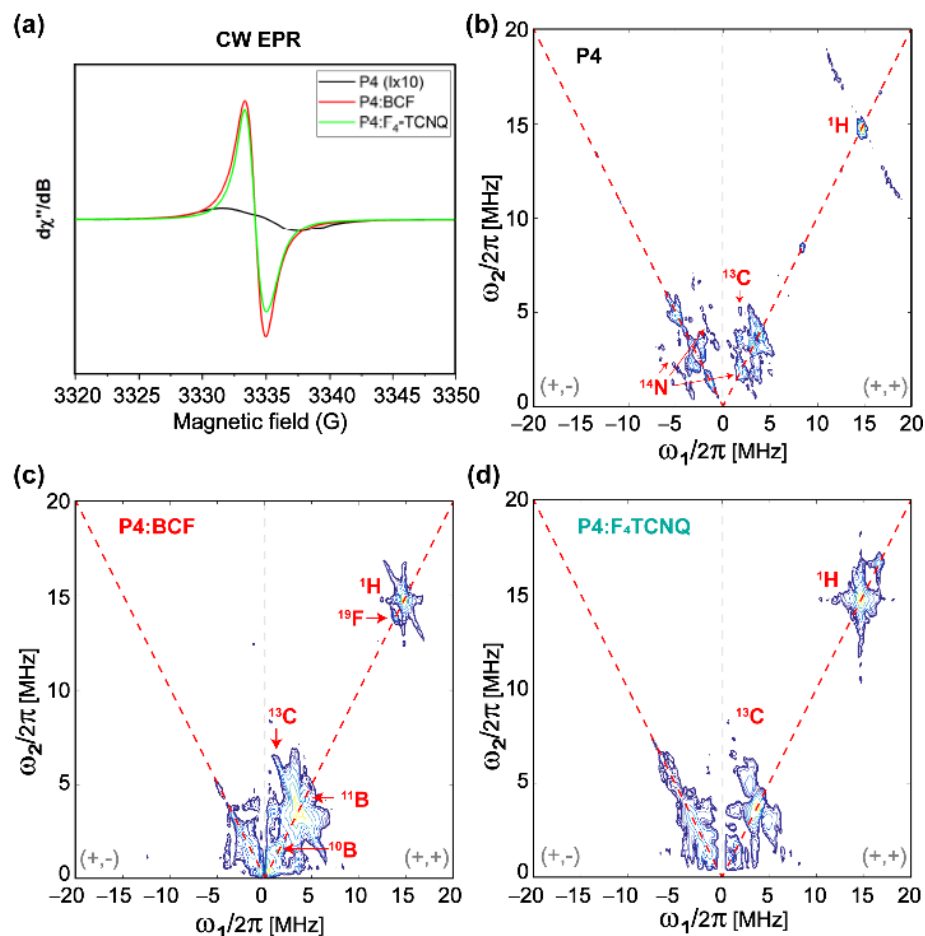 (a)
CW EPR
P4 (Ix10)
P4:BCF
P4:F₄-TCNQ
dχ"/dB
3320 3325 3330 3335 3340 3345 3350
Magnetic field (G)
(b)
P4
¹H
¹³C
¹⁴N
(+,-)
(+,+)
20
15
10
5
0
ω₂/2π [MHz]
−20 −15 −10 −5 0 5 10 15 20
ω₁/2π [MHz]
(c)
P4:BCF
¹H
¹⁹F
¹³C
¹¹B
¹⁰B
(+,-)
(+,+)
20
15
10
5
0
ω₂/2π [MHz]
−20 −15 −10 −5 0 5 10 15 20
ω₁/2π [MHz]
(d)
P4:F₄TCNQ
¹H
¹³C
(+,-)
(+,+)
20
15
10
5
0
ω₂/2π [MHz]
−20 −15 −10 −5 0 5 10 15 20
ω₁/2π [MHz]